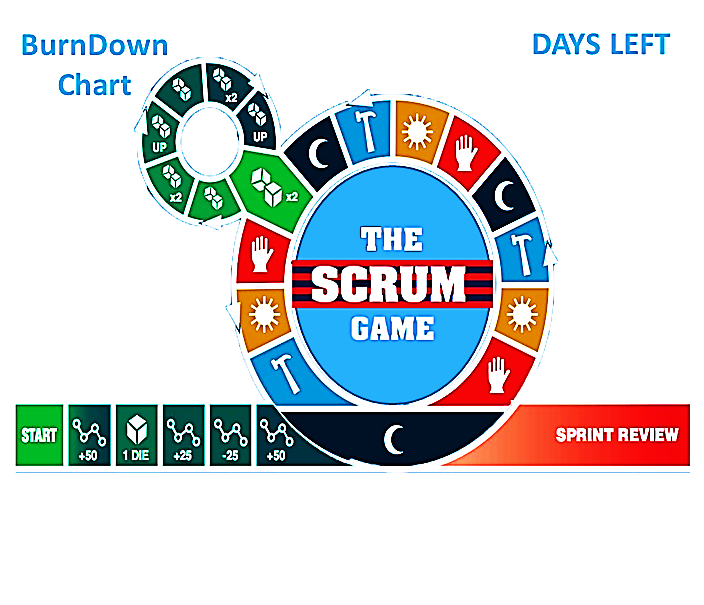 BurnDown
Chart
DAYS LEFT
x2
UP
UP
x2
x2
THE
SCRUM
GAME
START
+50
1 DIE
+25
-25
+50
SPRINT REVIEW